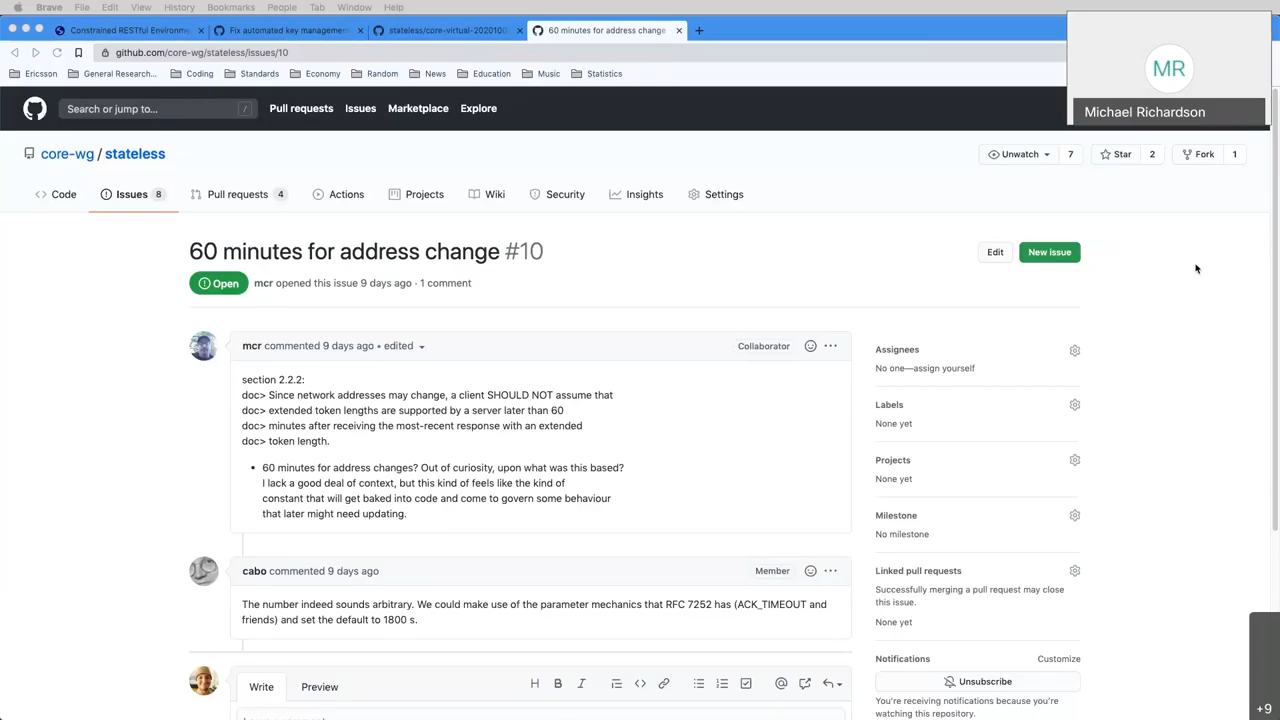 Brave File Edit View History Bookmarks People Tab Window Help
Constrained RESTful Environm
Fix automated key management
stateless/core-virtual-2020100
60 minutes for address change
github.com/core-wg/stateless/issues/10
Ericsson General Research... Coding Standards Economy Random News Education Music Statistics
MR
Michael Richardson
Search or jump to... /
Pull requests Issues Marketplace Explore
core-wg / stateless
Unwatch 7 Star 2 Fork 1
Code Issues 8 Pull requests 4 Actions Projects Wiki Security Insights Settings
60 minutes for address change #10
Edit New issue
Open mcr opened this issue 9 days ago · 1 comment
mcr commented 9 days ago • edited
Collaborator
section 2.2.2:
doc> Since network addresses may change, a client SHOULD NOT assume that
doc> extended token lengths are supported by a server later than 60
doc> minutes after receiving the most-recent response with an extended
doc> token length.
• 60 minutes for address changes? Out of curiosity, upon what was this based?
I lack a good deal of context, but this kind of feels like the kind of
constant that will get baked into code and come to govern some behaviour
that later might need updating.
cabo commented 9 days ago
Member
The number indeed sounds arbitrary. We could make use of the parameter mechanics that RFC 7252 has (ACK_TIMEOUT and
friends) and set the default to 1800 s.
Write Preview
Assignees
No one—assign yourself
Labels
None yet
Projects
None yet
Milestone
No milestone
Linked pull requests
Successfully merging a pull request may close
this issue.
None yet
Notifications Customize
Unsubscribe
You're receiving notifications because you're
watching this repository.
+9